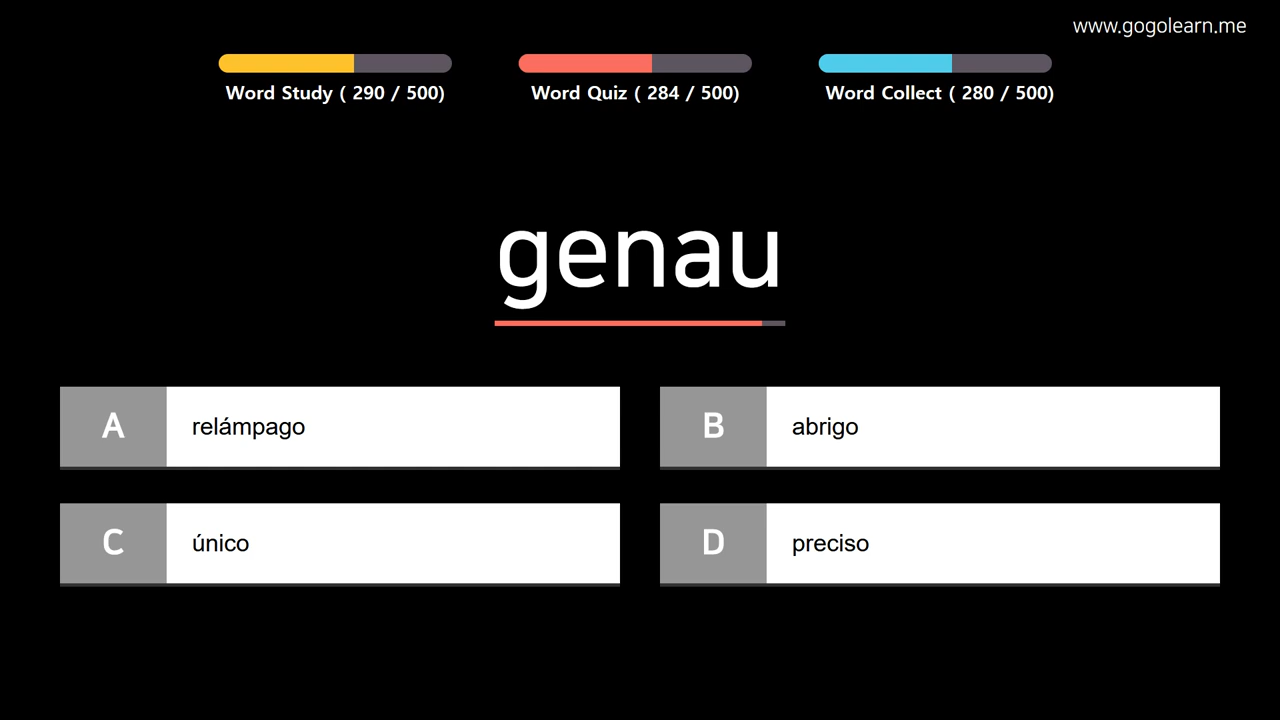 www.gogolearn.me
Word Study ( 290 / 500)
Word Quiz ( 284 / 500)
Word Collect ( 280 / 500)
genau
A relámpago
B abrigo
C único
D preciso